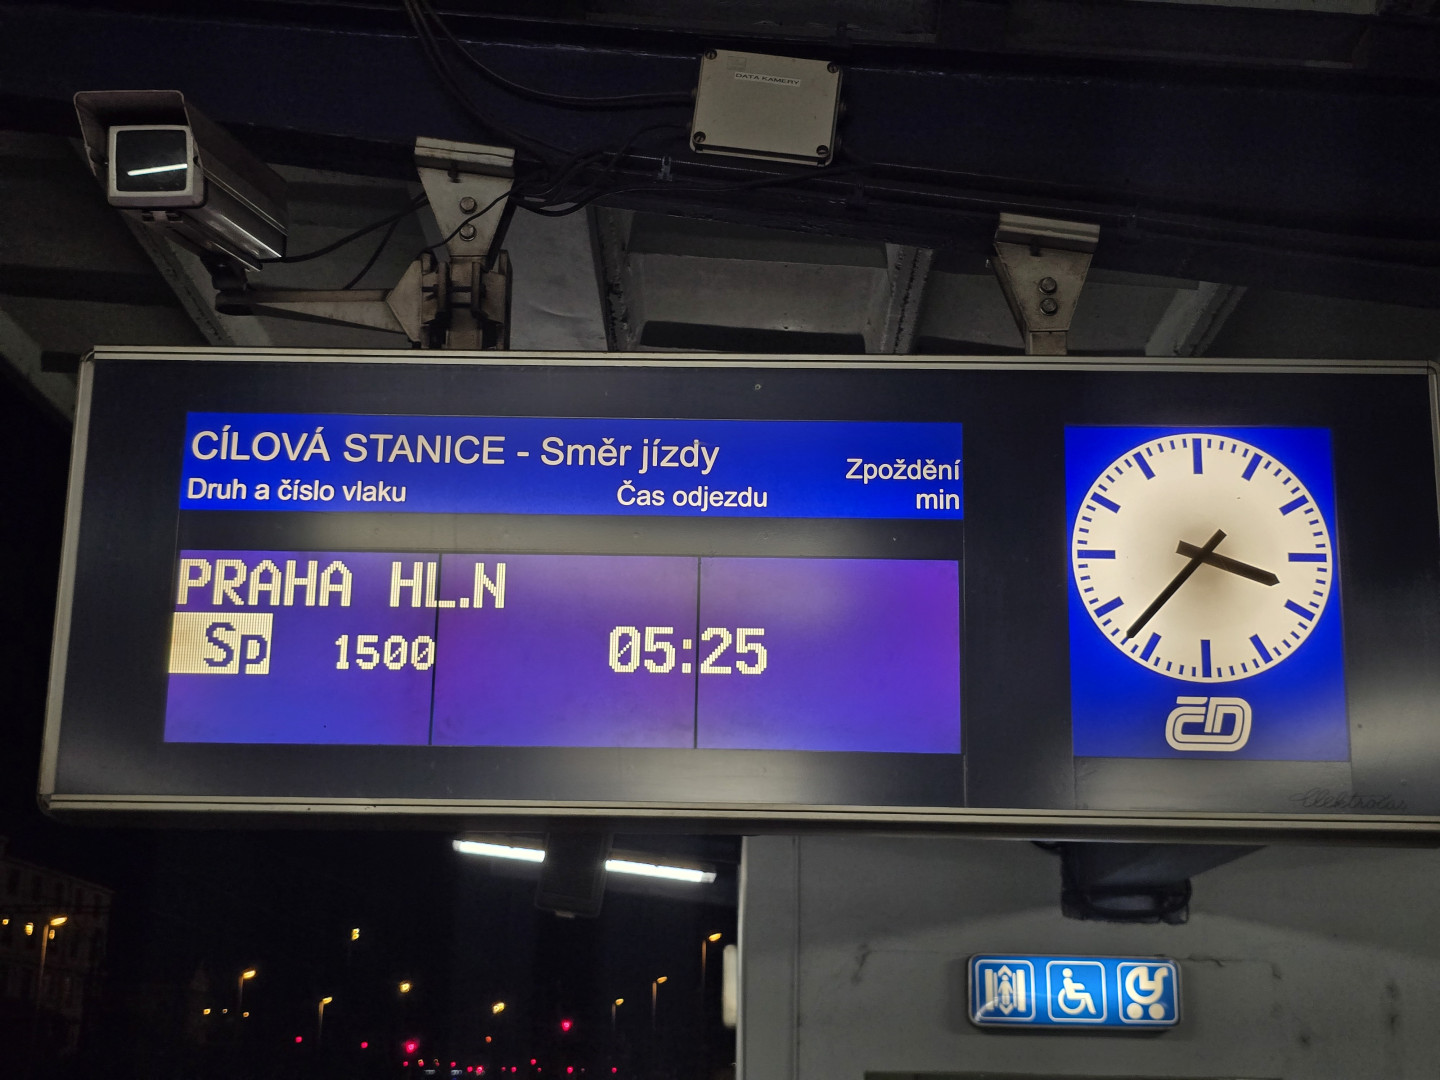 DATA KAMERY
CÍLOVÁ STANICE - Směr jízdy
Druh a číslo vlaku
Čas odjezdu
Zpoždění
min
PRAHA HL.N
Sp 1500 05:25
ČD
elektročas